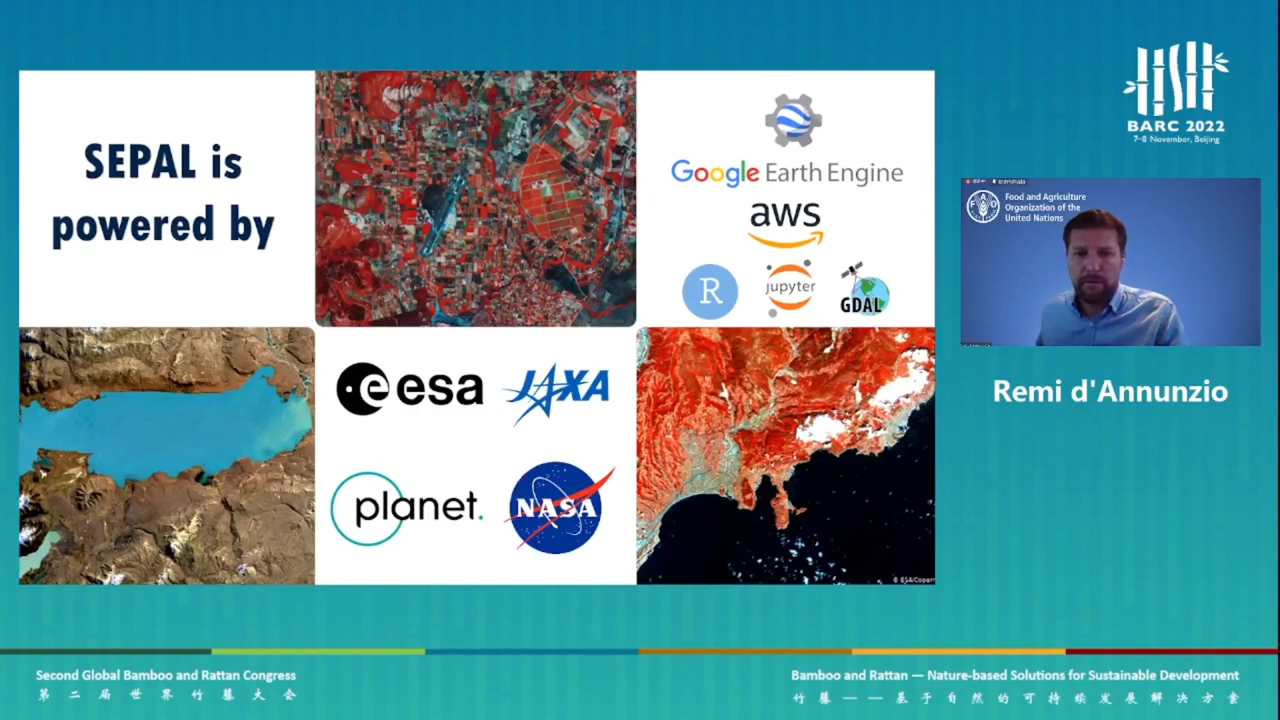 SEPAL is
powered by
Google Earth Engine
aws
R
jupyter
GDAL
esa
JAXA
planet.
NASA
BARC 2022
7-8 November, Beijing
FAO
Food and Agriculture
Organization of the
United Nations
Remi d'Annunzio
Second Global Bamboo and Rattan Congress
第二届世界竹藤大会
Bamboo and Rattan — Nature-based Solutions for Sustainable Development
竹藤——基于自然的可持续发展解决方案